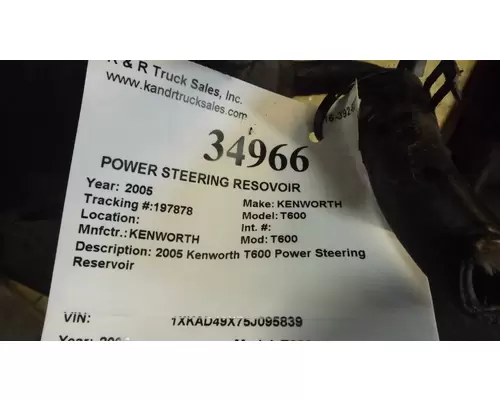 K & R Truck Sales, Inc.
www.kandrtrucksales.com
34966
POWER STEERING RESOVOIR
Year: 2005 Make: KENWORTH
Tracking #:197878 Model: T600
Location: Int. #:
Mnfctr.:KENWORTH Mod: T600
Description: 2005 Kenworth T600 Power Steering
Reservoir
VIN: 1XKAD49X75J095839